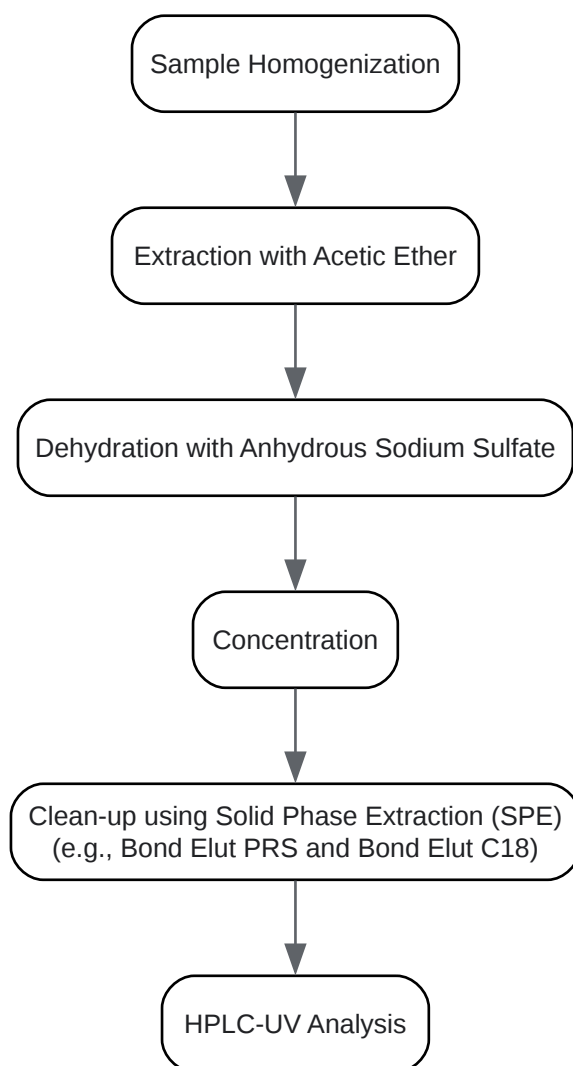 Sample Homogenization
Extraction with Acetic Ether
Dehydration with Anhydrous Sodium Sulfate
Concentration
Clean-up using Solid Phase Extraction (SPE)
(e.g., Bond Elut PRS and Bond Elut C18)
HPLC-UV Analysis